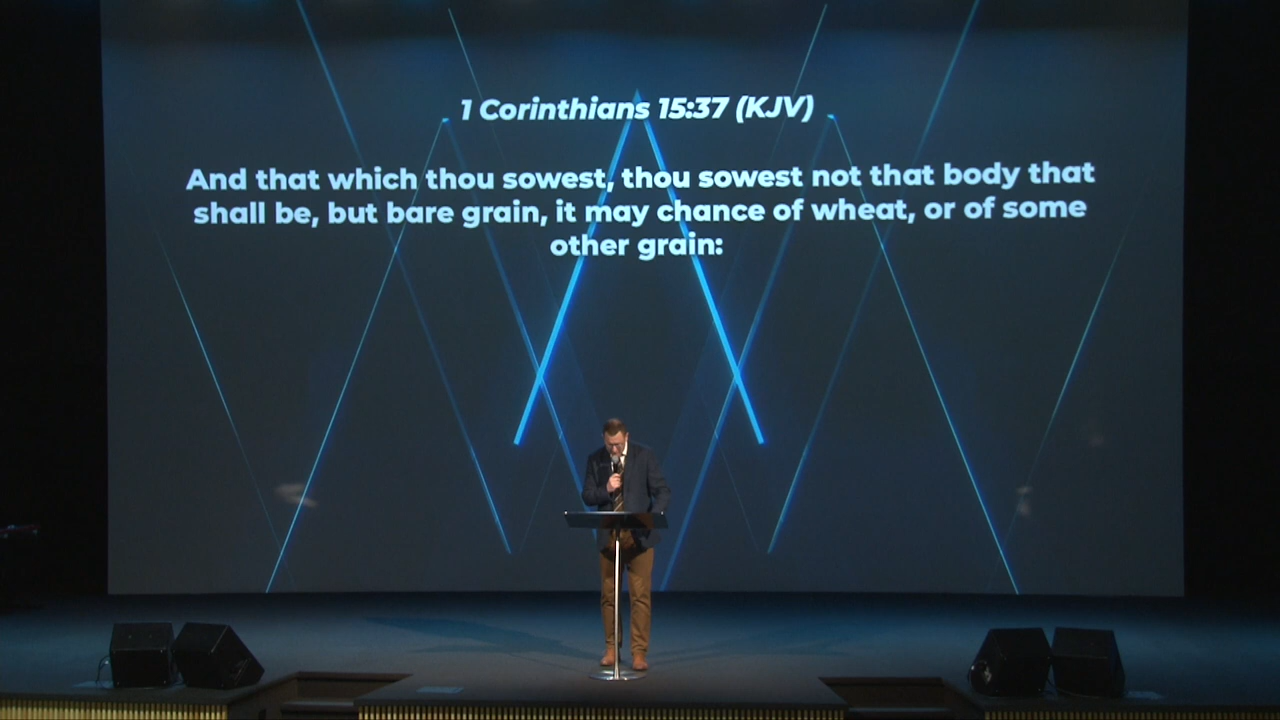 1 Corinthians 15:37 (KJV)
And that which thou sowest, thou sowest not that body that
shall be, but bare grain, it may chance of wheat, or of some
other grain: